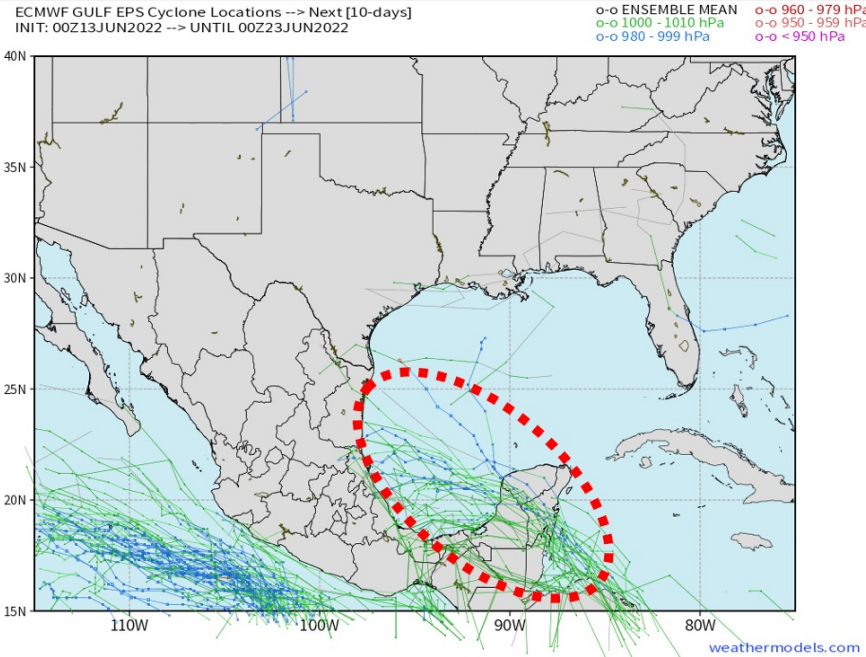 ECMWF GULF EPS Cyclone Locations --> Next [10-days]
INIT: 00Z13JUN2022 --> UNTIL 00Z23JUN2022
o-o ENSEMBLE MEAN
o-o 1000 - 1010 hPa
o-o 980 - 999 hPa
o-o 960 - 979 hPa
o-o 950 - 959 hPa
o-o < 950 hPa
40N
35N
30N
25N
20N
15N
110W
100W
90W
80W
weathermodels.com